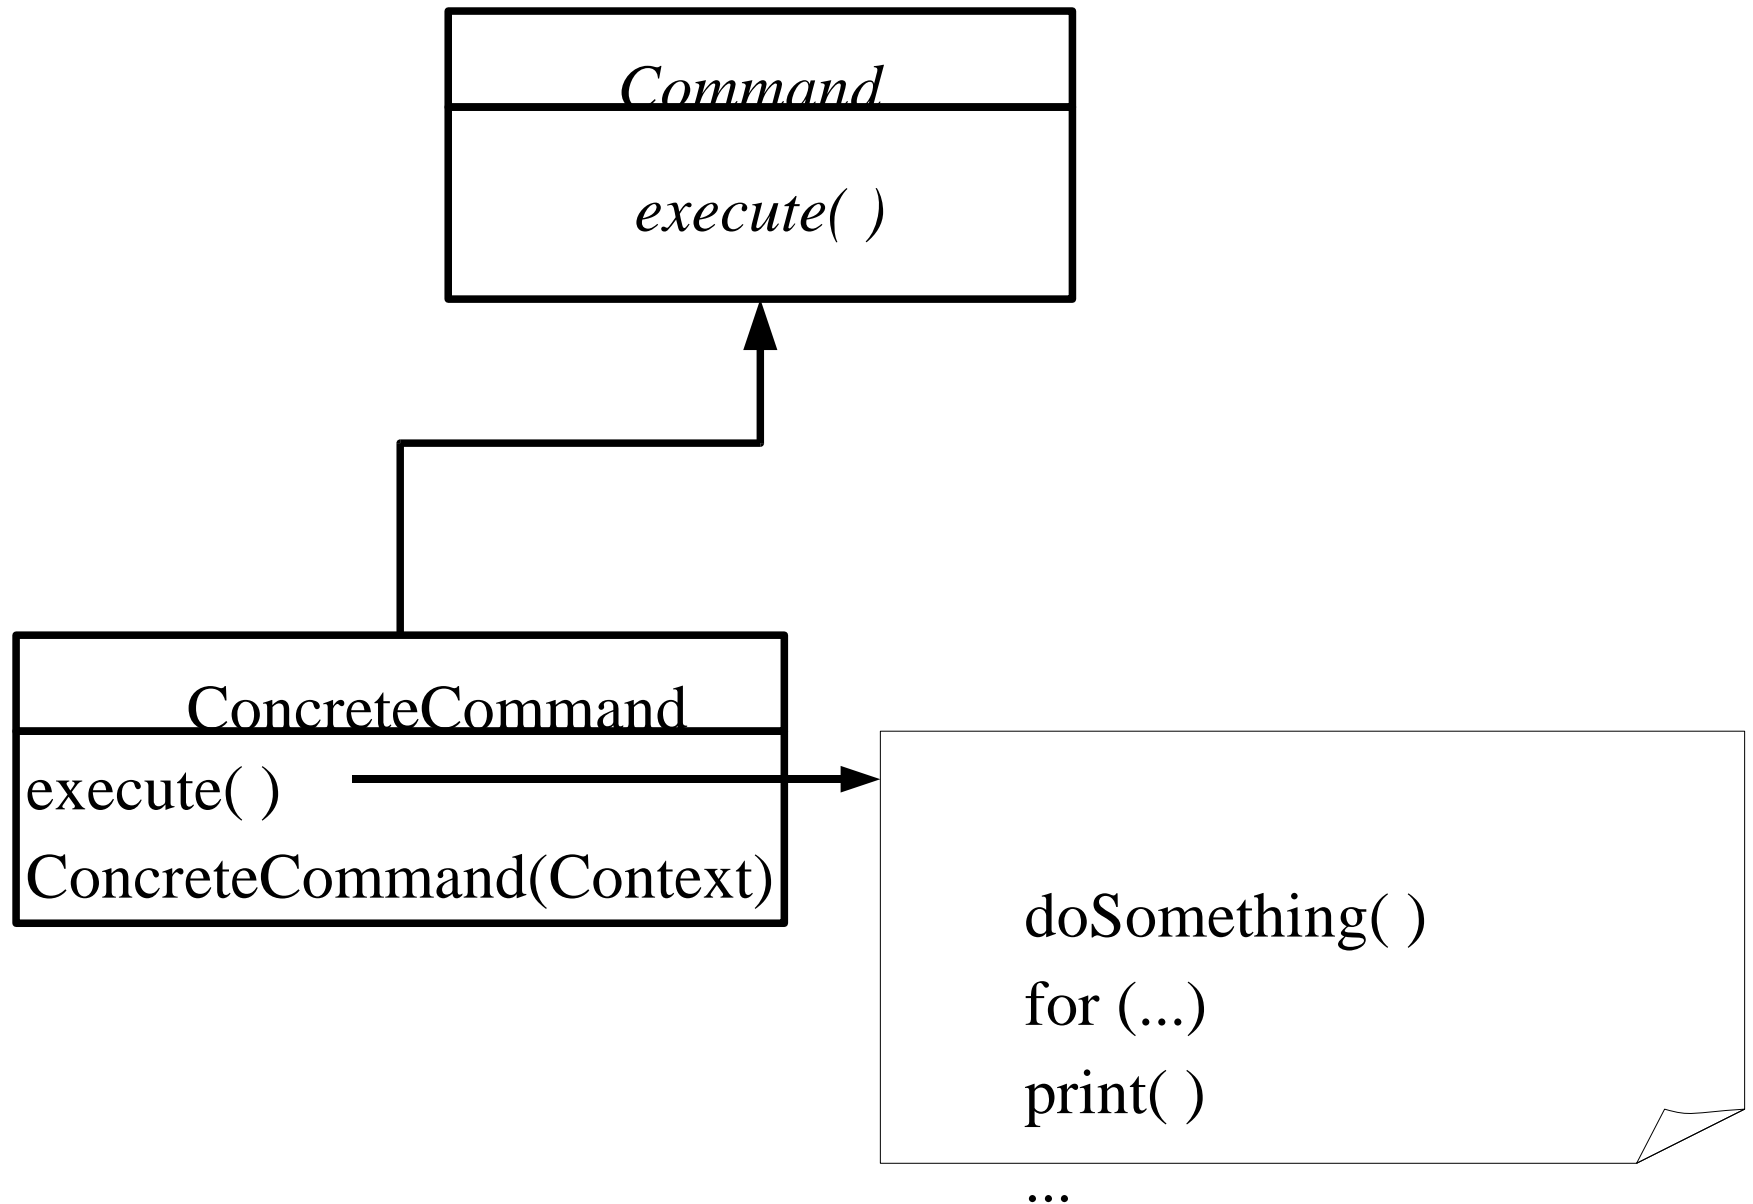 Command
execute( )
ConcreteCommand
execute( )
ConcreteCommand(Context)
doSomething( )
for (...)
print( )
...